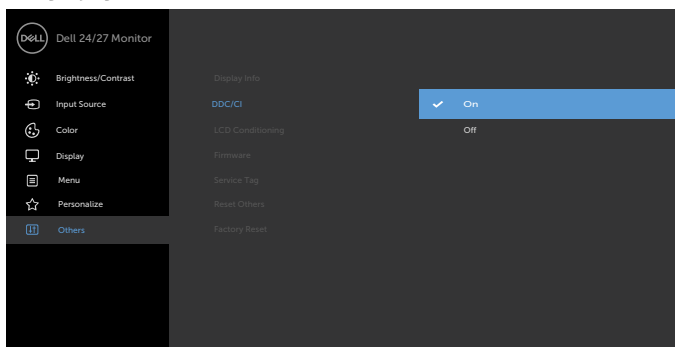 DELL Dell 24/27 Monitor
Brightness/Contrast
Input Source
Color
Display
Menu
Personalize
Others
Display Info
DDC/CI
LCD Conditioning
Firmware
Service Tag
Reset Others
Factory Reset
On
Off